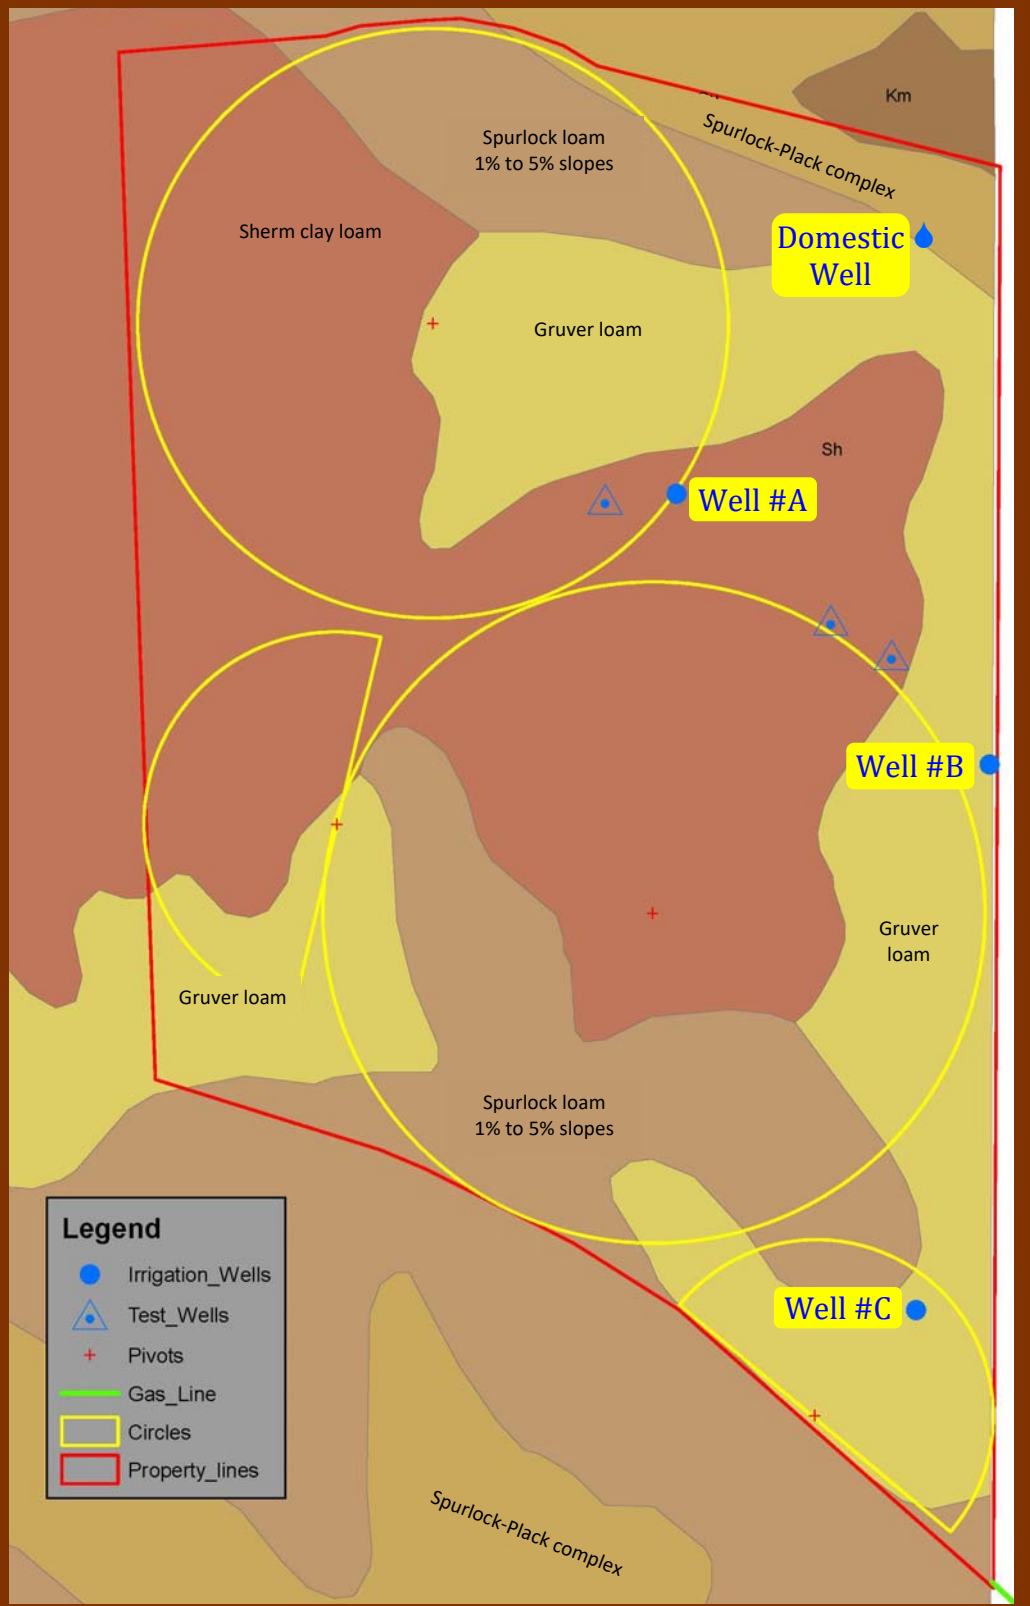 Km
Spurlock loam
1% to 5% slopes
Spurlock-Plack complex
Sherm clay loam
Domestic
Well
Gruver loam
Sh
Well #A
Well #B
Gruver
loam
Gruver loam
Spurlock loam
1% to 5% slopes
Well #C
Legend
Irrigation_Wells
Test_Wells
Pivots
Gas_Line
Circles
Property_lines
Spurlock-Plack complex